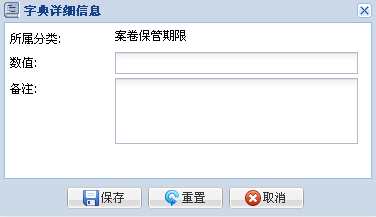 字典详细信息
所属分类: 案卷保管期限
数值:
备注:
保存 重置 取消